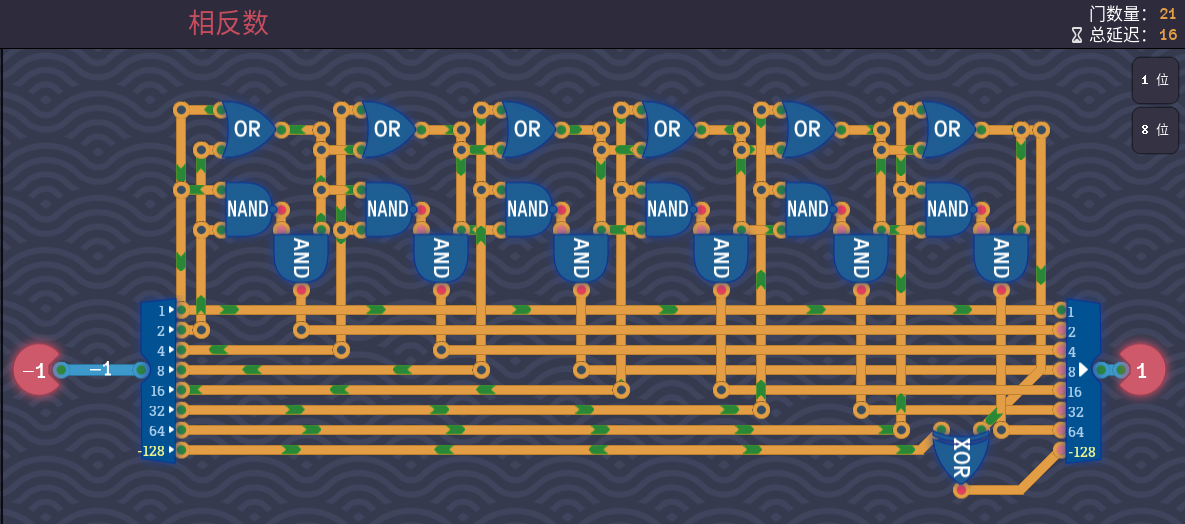 相反数
门数量: 21
总延迟: 16
1 位
8 位
OR OR OR OR OR OR
NAND NAND NAND NAND NAND NAND
AND AND AND AND AND AND
1 1
2 2
4 4
-1 -1 8 8 1
16 16
32 32
64 64
-128 -128
XOR